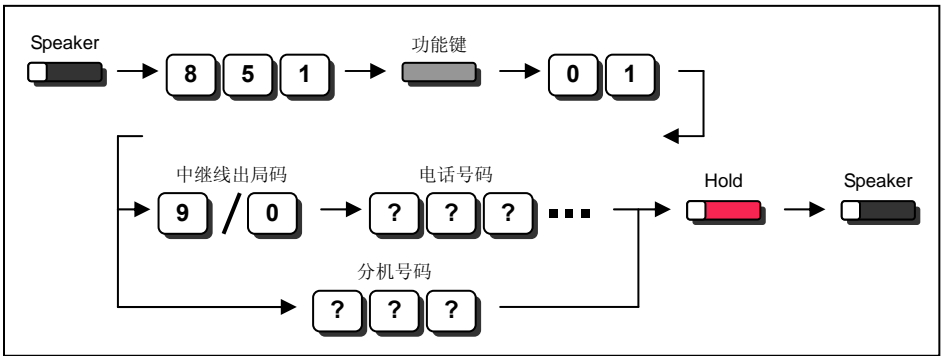 Speaker
功能键
8 5 1
0 1
中继线出局码
电话号码
Hold
Speaker
9 / 0
? ? ? ...
分机号码
? ? ?